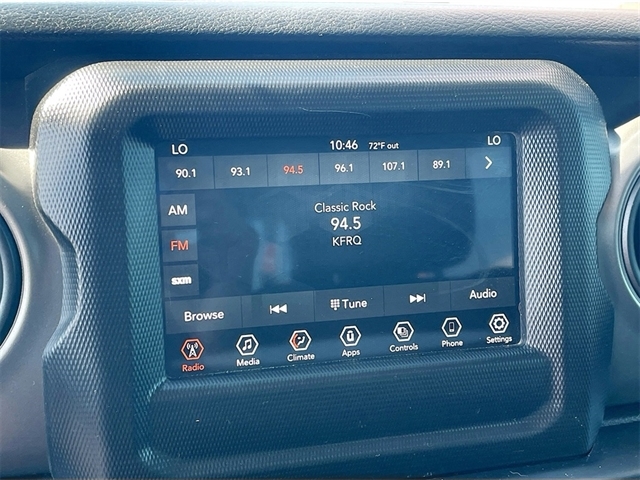 LO 10:46 72°F out LO
90.1 93.1 94.5 96.1 107.1 89.1
AM
FM
sxm
Classic Rock
94.5
KFRQ
Browse Tune Audio
Radio Media Climate Apps Controls Phone Settings